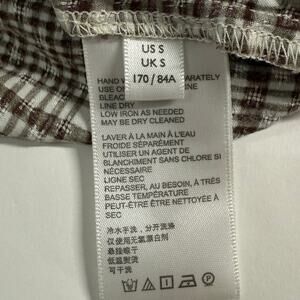 US S
UK S
170 / 84A
HAND W
ARATELY
USE ON
INE
BLEAC
LINE DRY
LOW IRON AS NEEDED
MAY BE DRY CLEANED
LAVER À LA MAIN À L'EAU
FROIDE SÉPARÉMENT
UTILISER UN AGENT DE
BLANCHIMENT SANS CHLORE SI
NÉCESSAIRE
LIGNE SEC
REPASSER, AU BESOIN, À TRÈS
BASSE TEMPÉRATURE
PEUT-ÊTRE ÊTRE NETTOYÉE À
SEC
冷水手洗，分开洗涤
仅使用无氯漂白剂
悬挂晾干
低温熨烫
可干洗